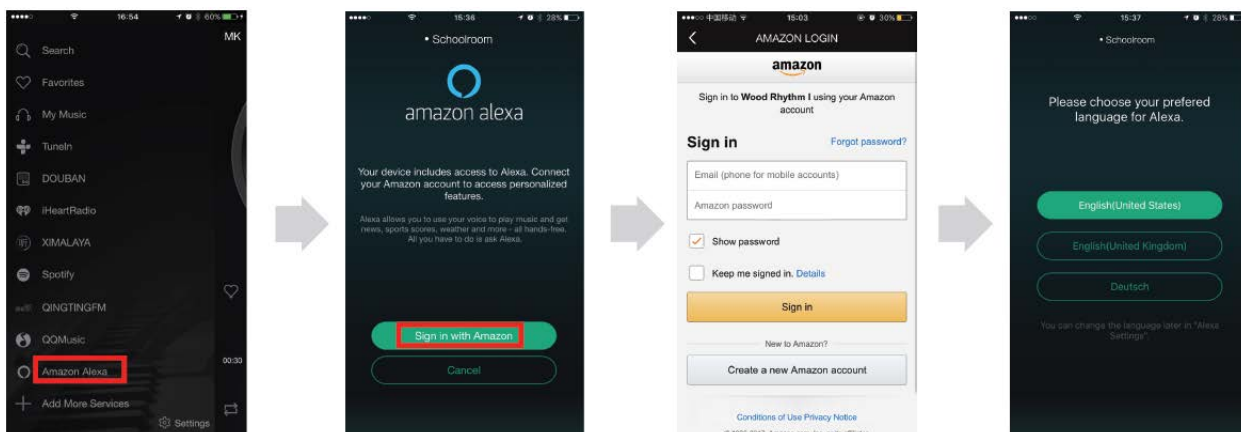 16:54
60%
MK
Search
Favorites
My Music
TuneIn
DOUBAN
iHeartRadio
XIMALAYA
Spotify
QINGTINGFM
QQMusic
00:30
Amazon Alexa
Add More Services
Settings
15:36
28%
• Schoolroom
amazon alexa
Your device includes access to Alexa. Connect
your Amazon account to access personalized
features.
Alexa allows you to use your voice to play music and get
news, sports scores, weather and more - all hands-free.
All you have to do is ask Alexa.
Sign in with Amazon
Cancel
中国移动
15:03
30%
AMAZON LOGIN
amazon
Sign in to Wood Rhythm I using your Amazon
account
Sign in
Forgot password?
Email (phone for mobile accounts)
Amazon password
Show password
Keep me signed in. Details
Sign in
New to Amazon?
Create a new Amazon account
Conditions of Use Privacy Notice
15:37
28%
• Schoolroom
Please choose your prefered
language for Alexa.
English(United States)
English(United Kingdom)
Deutsch
You can change the language later in "Alexa
Settings".